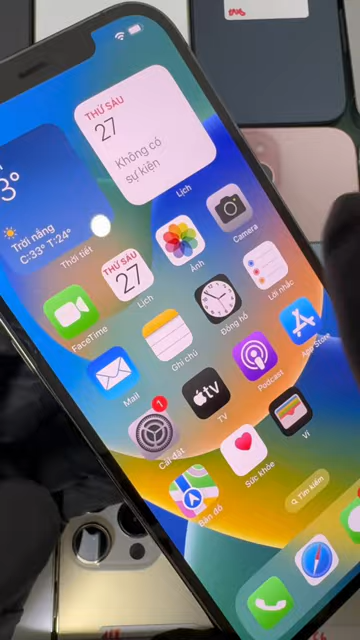 THỨ SÁU
27
Không có
sự kiện
Lịch
3°
Trời nắng
C:33° T:24°
Thời tiết
Camera
Ảnh
THỨ SÁU
27
Lịch
FaceTime
Lời nhắc
Đồng hồ
Ghi chú
Mail
App Store
Podcast
tv
TV
1
Cài đặt
Ví
Sức khỏe
Bản đồ
Tìm kiếm